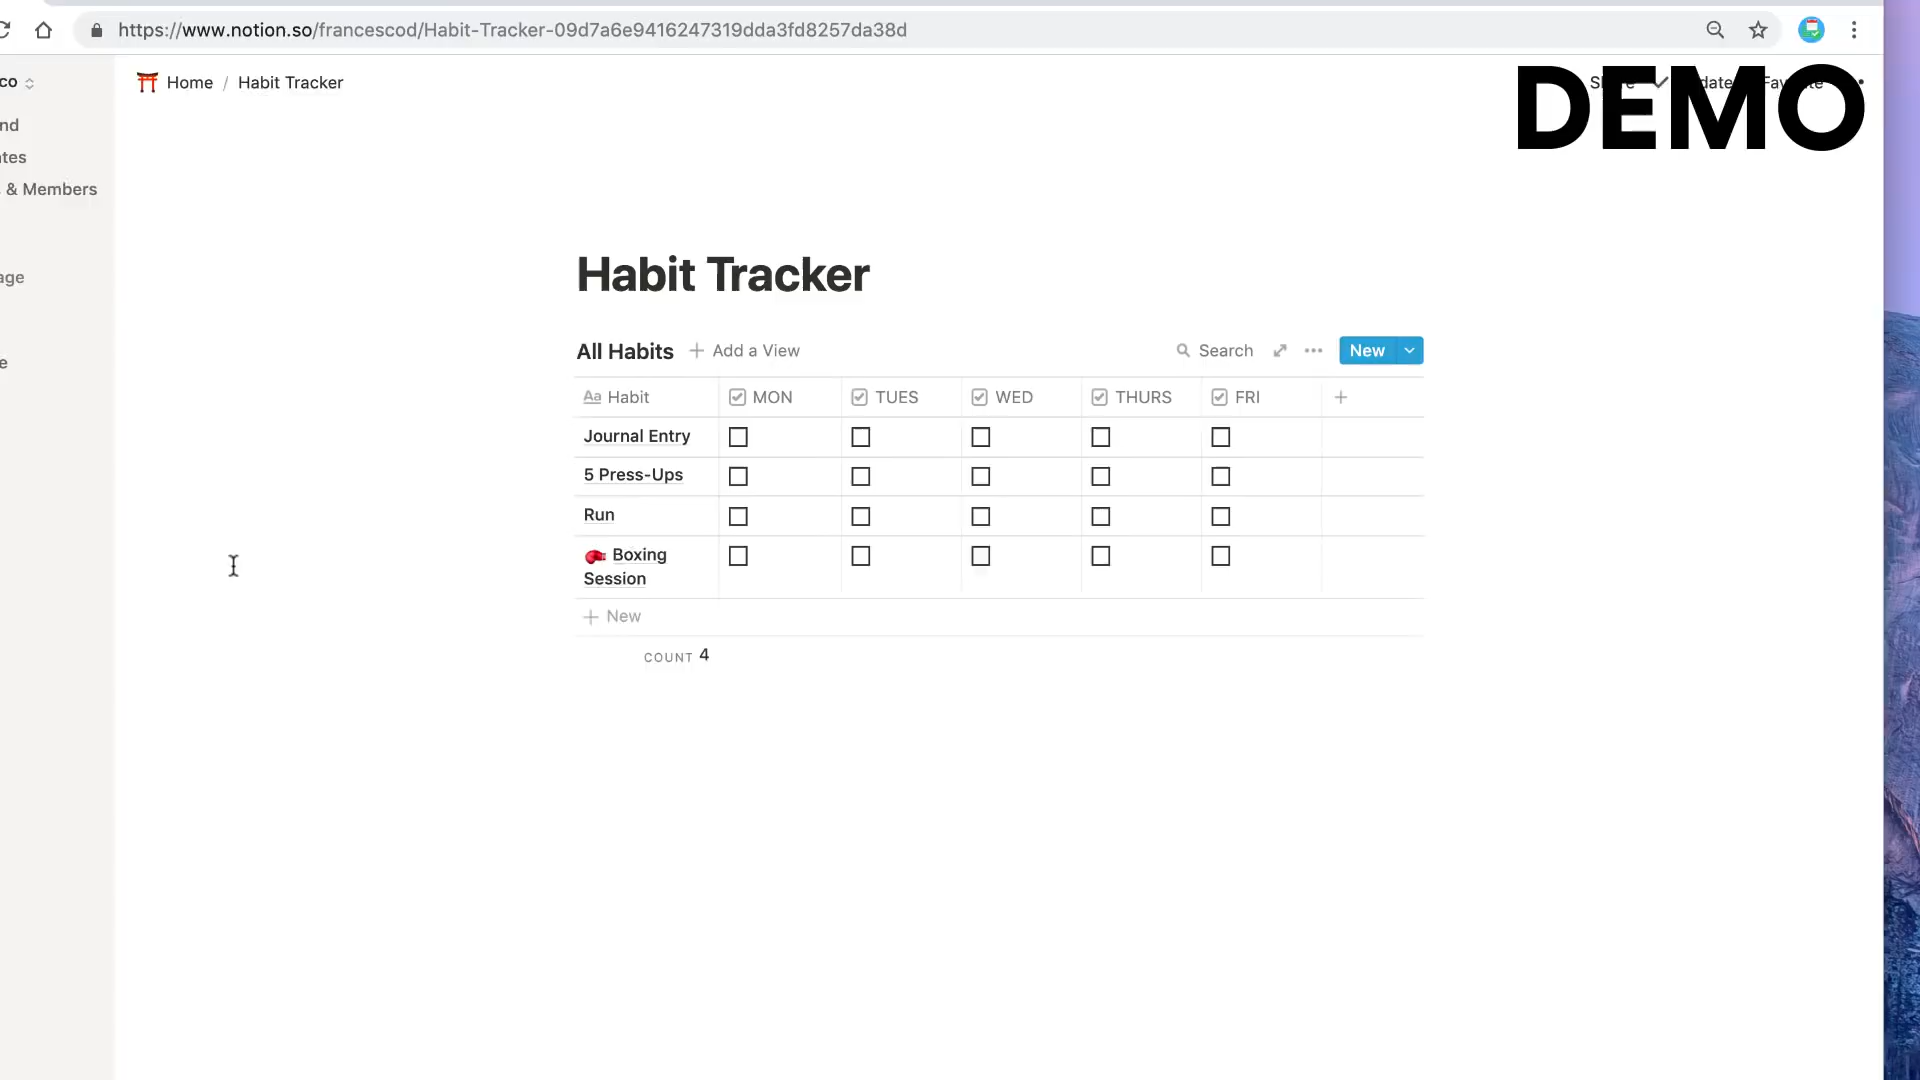 https://www.notion.so/francescod/Habit-Tracker-09d7a6e9416247319dda3fd8257da38d
co
Home / Habit Tracker
DEMO
nd
ates
& Members
Habit Tracker
age
All Habits + Add a View Search New
Aa Habit MON TUES WED THURS FRI +
e
Journal Entry
5 Press-Ups
Run
Boxing
Session
+ New
COUNT 4